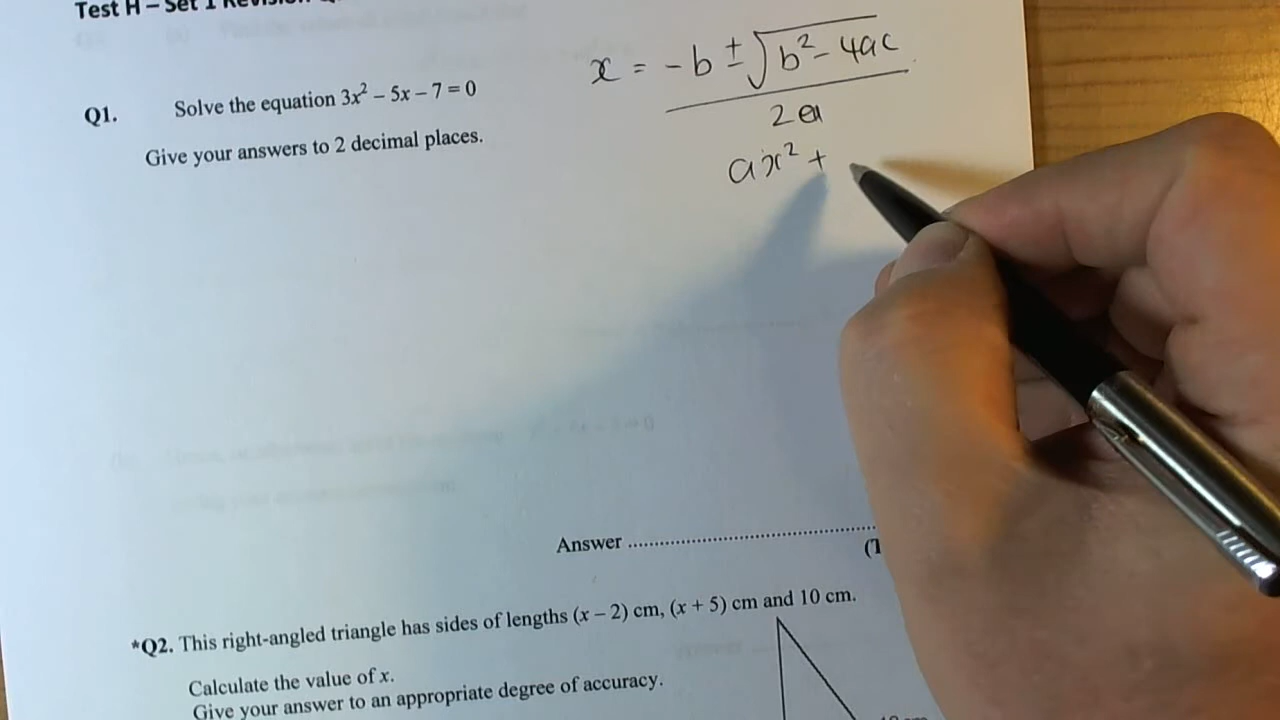 Test H – Set 1 Revision
Q1. Solve the equation 3x² – 5x – 7 = 0
Give your answers to 2 decimal places.
x = -b ± √b² - 4ac
2a
ax² +
Answer ........................................
(T
*Q2. This right-angled triangle has sides of lengths (x – 2) cm, (x + 5) cm and 10 cm.
Calculate the value of x.
Give your answer to an appropriate degree of accuracy.